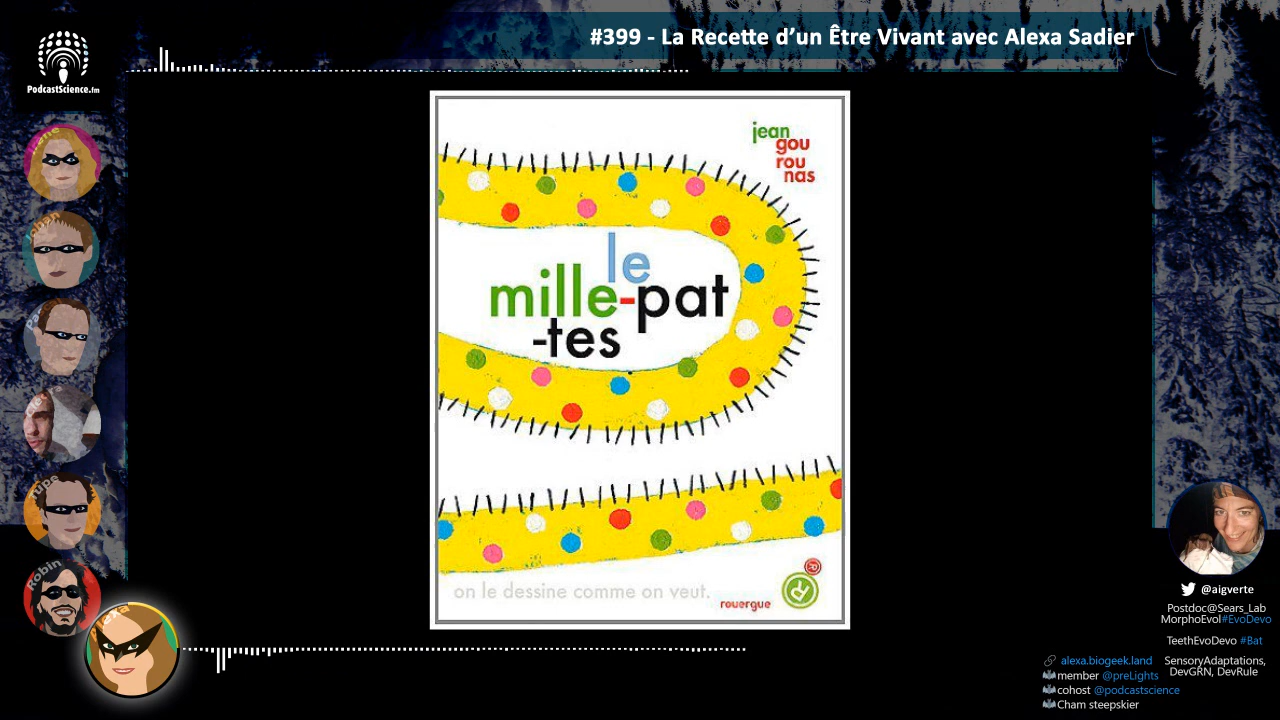 #399 - La Recette d'un Être Vivant avec Alexa Sadier
PodcastScience.fm
jean
gou
rou
nas
le
mille-pat
-tes
on le dessine comme on veut.
rouergue
Robin
Alexa
@aigverte
Postdoc@Sears_Lab
MorphoEvol#EvoDevo
TeethEvoDevo #Bat
SensoryAdaptations,
DevGRN, DevRule
alexa.biogeek.land
member @preLights
cohost @podcastscience
Cham steepskier